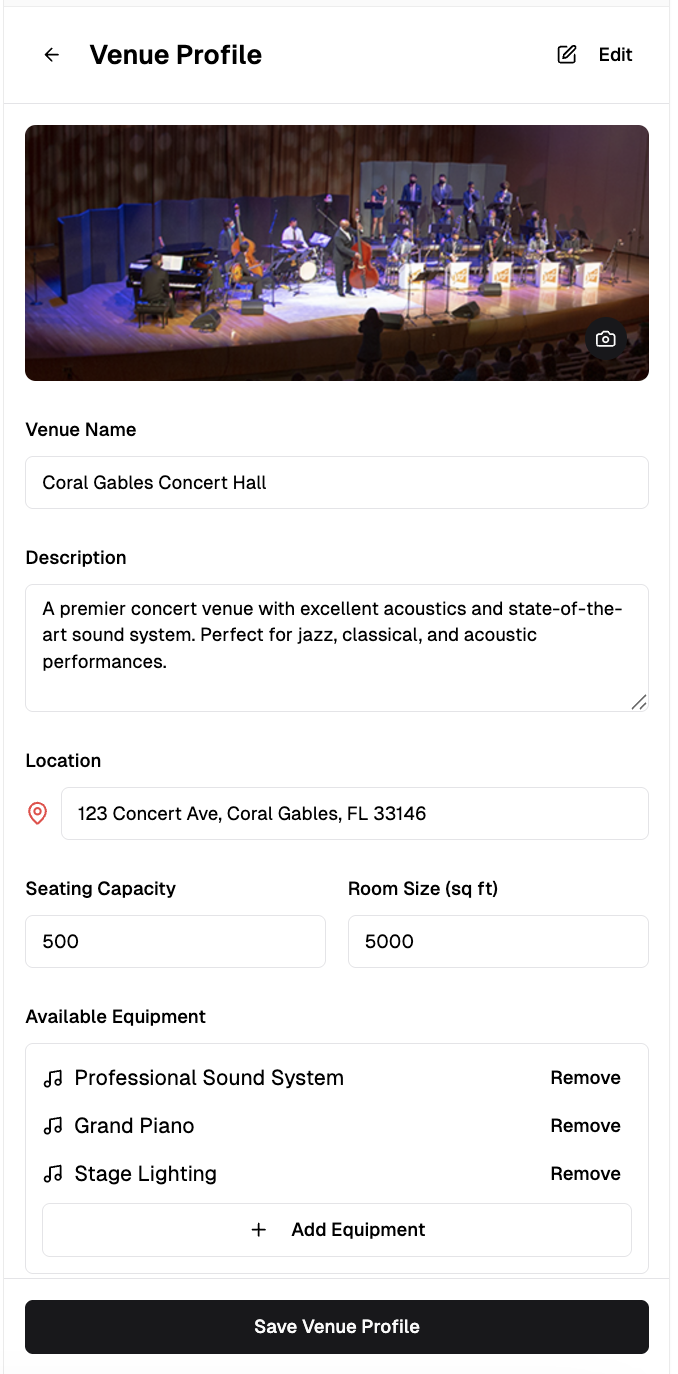 Venue Profile
Edit
Venue Name
Coral Gables Concert Hall
Description
A premier concert venue with excellent acoustics and state-of-the-
art sound system. Perfect for jazz, classical, and acoustic
performances.
Location
123 Concert Ave, Coral Gables, FL 33146
Seating Capacity
Room Size (sq ft)
500
5000
Available Equipment
Professional Sound System
Remove
Grand Piano
Remove
Stage Lighting
Remove
Add Equipment
Save Venue Profile